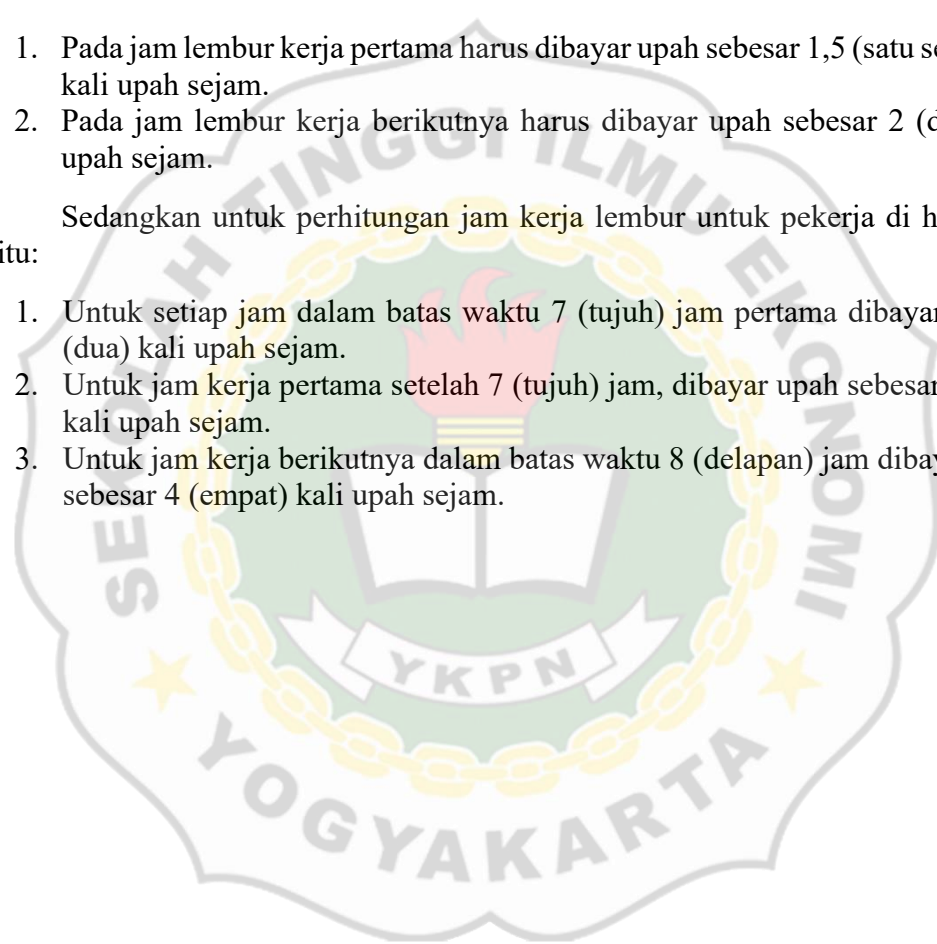 1. Pada jam lembur kerja pertama harus dibayar upah sebesar 1,5 (satu
kali upah sejam.
2. Pada jam lembur kerja berikutnya harus dibayar upah sebesar 2
upah sejam.
Sedangkan untuk perhitungan jam kerja lembur untuk pekerja di
itu:
1. Untuk setiap jam dalam batas waktu 7 (tujuh) jam pertama dibayar
(dua) kali upah sejam.
2. Untuk jam kerja pertama setelah 7 (tujuh) jam, dibayar upah sebesar
kali upah sejam.
3. Untuk jam kerja berikutnya dalam batas waktu 8 (delapan) jam
sebesar 4 (empat) kali upah sejam.
SEKOLAH TINGGI ILMU EKONOMI
YKPN
YOGYAKARTA